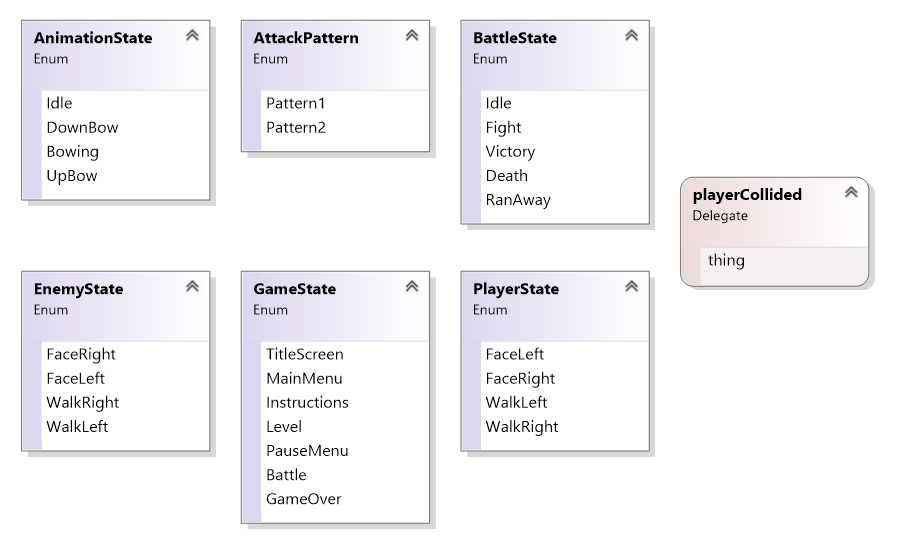 AnimationState
Enum
Idle
DownBow
Bowing
UpBow
AttackPattern
Enum
Pattern1
Pattern2
BattleState
Enum
Idle
Fight
Victory
Death
RanAway
playerCollided
Delegate
thing
EnemyState
Enum
FaceRight
FaceLeft
WalkRight
WalkLeft
GameState
Enum
TitleScreen
MainMenu
Instructions
Level
PauseMenu
Battle
GameOver
PlayerState
Enum
FaceLeft
FaceRight
WalkLeft
WalkRight